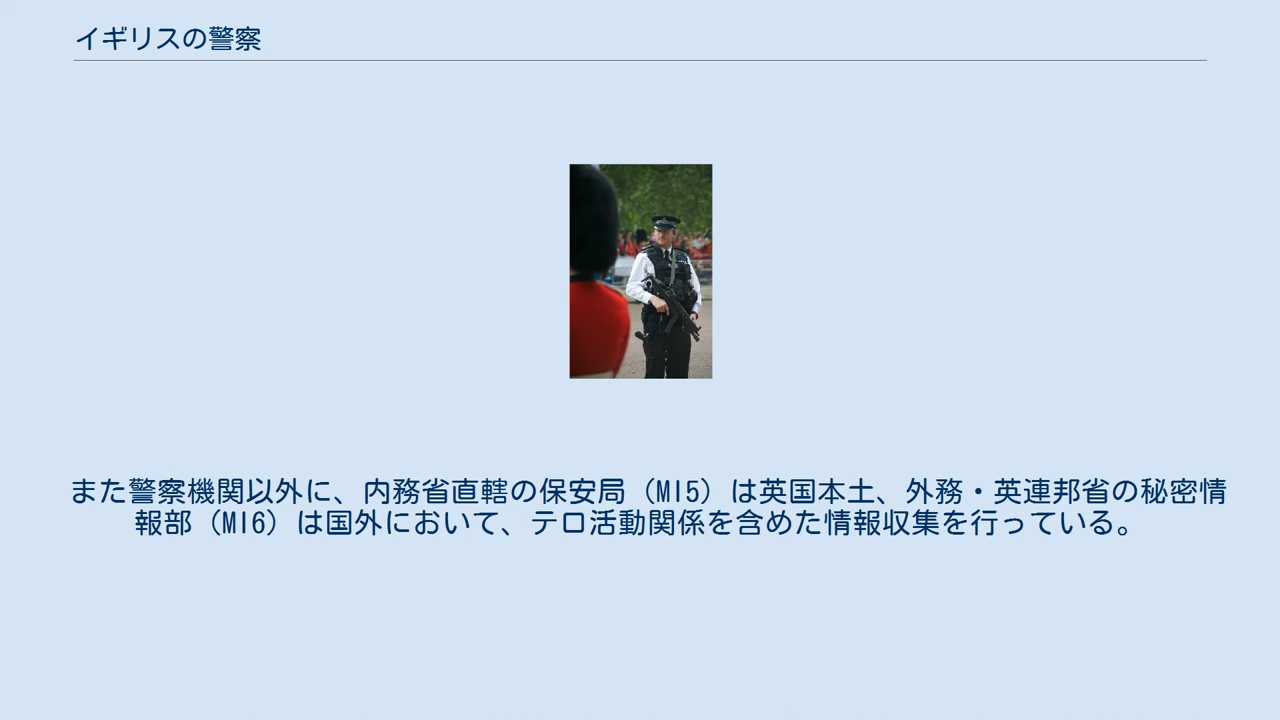 イギリスの警察
また警察機関以外に、内務省直轄の保安局（MI5）は英国本土、外務・英連邦省の秘密情
報部（MI6）は国外において、テロ活動関係を含めた情報収集を行っている。